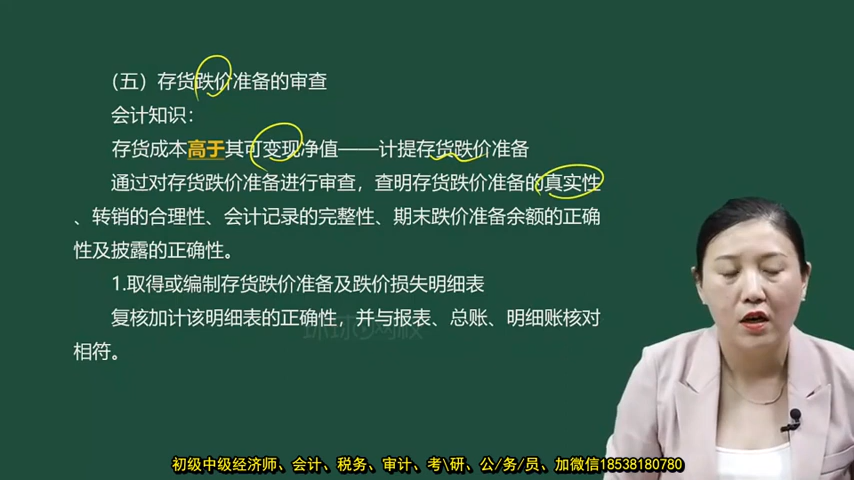 （五）存货跌价准备的审查
会计知识：
存货成本高于其可变现净值——计提存货跌价准备
通过对存货跌价准备进行审查，查明存货跌价准备的真实性
、转销的合理性、会计记录的完整性、期末跌价准备余额的正确
性及披露的正确性。
1.取得或编制存货跌价准备及跌价损失明细表
复核加计该明细表的正确性，并与报表、总账、明细账核对
相符。
环球网校
初级中级经济师、会计、税务、审计、考\研、公/务/员、加微信18538180780